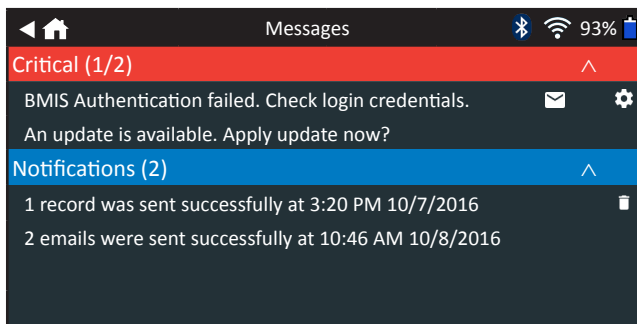 Messages 93%
Critical (1/2)
BMIS Authentication failed. Check login credentials.
An update is available. Apply update now?
Notifications (2)
1 record was sent successfully at 3:20 PM 10/7/2016
2 emails were sent successfully at 10:46 AM 10/8/2016